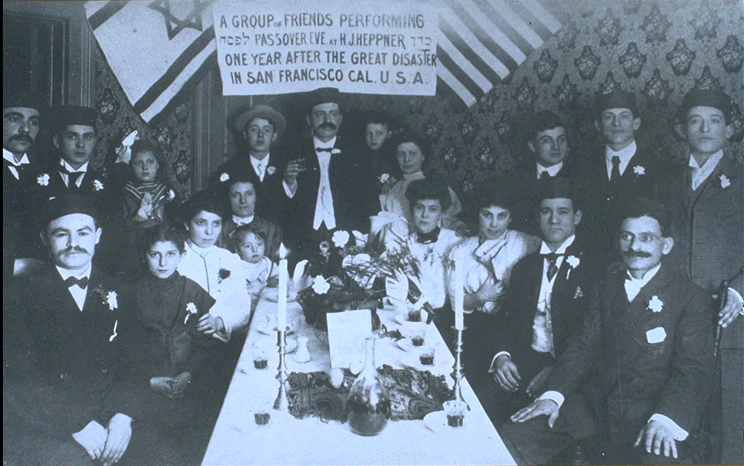 A GROUP OF FRIENDS PERFORMING
לפסח PASSOVER EVE AT H.J.HEPPNER סדר
ONE YEAR AFTER THE GREAT DISASTER
IN SAN FRANCISCO CAL. U.S.A.